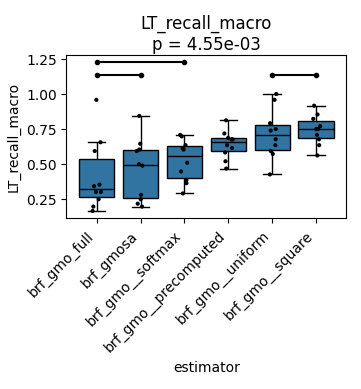 LT_recall_macro
p = 4.55e-03
LT_recall_macro
1.25
1.00
0.75
0.50
0.25
brf_gmo_full
brf_gmosa
brf_gmo__softmax
brf_gmo__precomputed
brf_gmo__uniform
brf_gmo__square
estimator